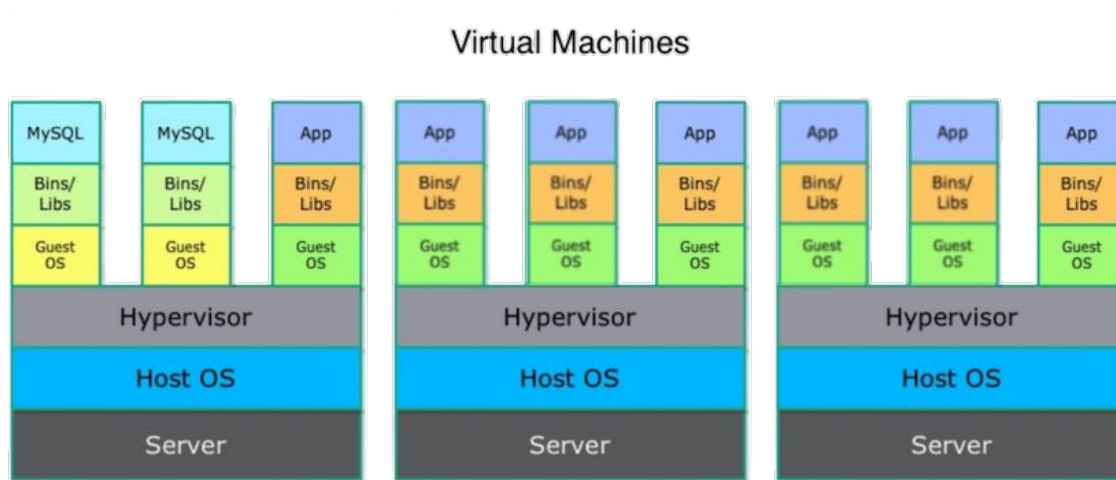 Virtual Machines
MySQL
Bins/
Libs
Guest
OS
MySQL
Bins/
Libs
Guest
OS
App
Bins/
Libs
Guest
OS
Hypervisor
Host OS
Server
App
Bins/
Libs
Guest
OS
App
Bins/
Libs
Guest
OS
App
Bins/
Libs
Guest
OS
Hypervisor
Host OS
Server
App
Bins/
Libs
Guest
OS
App
Bins/
Libs
Guest
OS
App
Bins/
Libs
Guest
OS
Hypervisor
Host OS
Server